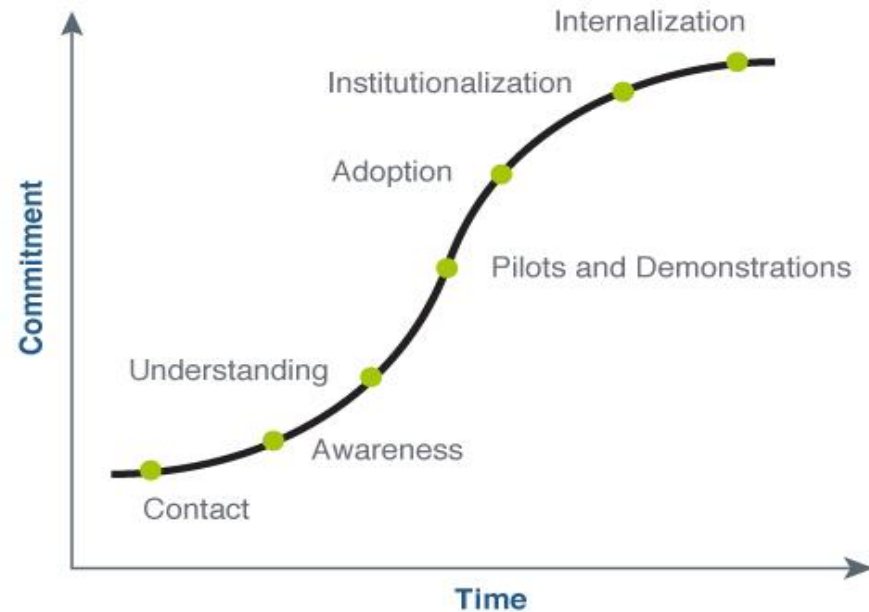 Internalization
Institutionalization
Adoption
Pilots and Demonstrations
Understanding
Awareness
Contact
Commitment
Time